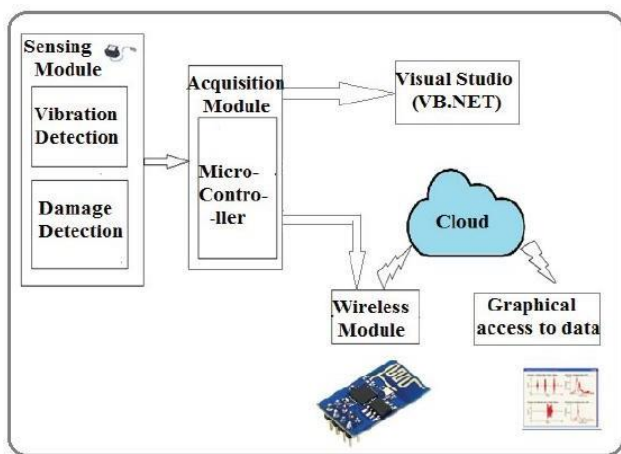 Sensing
Module
Vibration
Detection
Damage
Detection
Acquisition
Module
Micro-
Contro-
-ller
Visual Studio
(VB.NET)
Cloud
Wireless
Module
Graphical
access to data